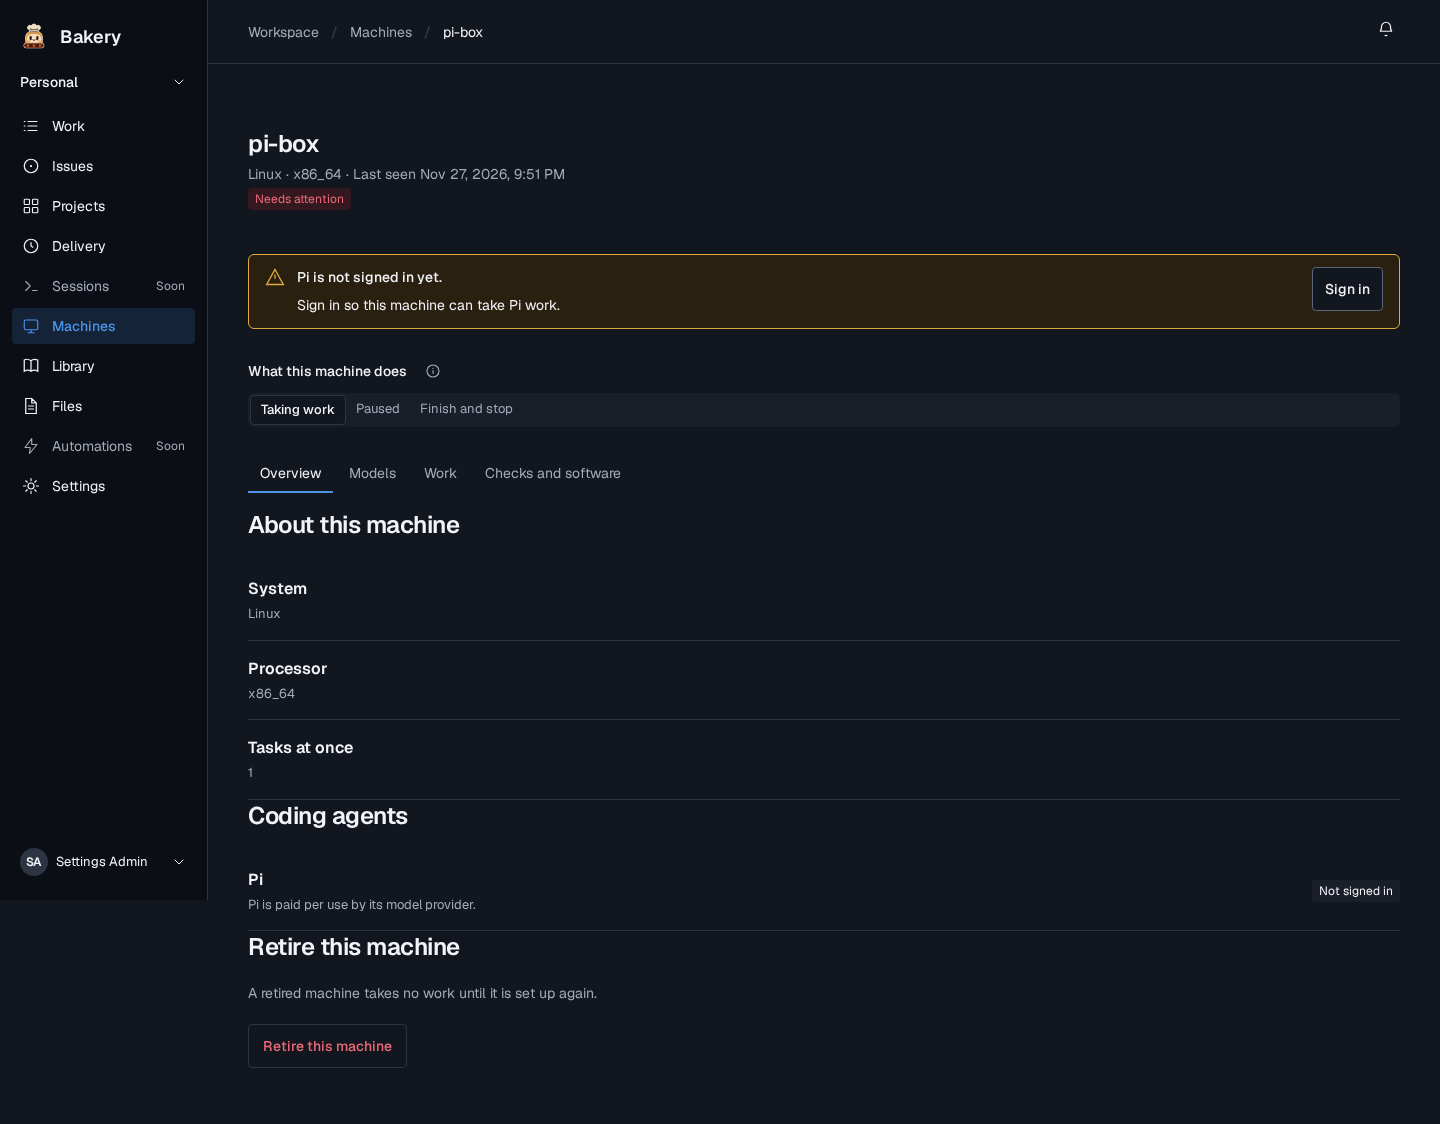 Bakery
Personal
Work
Issues
Projects
Delivery
Sessions Soon
Machines
Library
Files
Automations Soon
Settings
SA Settings Admin
Workspace / Machines / pi-box
pi-box
Linux · x86_64 · Last seen Nov 27, 2026, 9:51 PM
Needs attention
Pi is not signed in yet.
Sign in so this machine can take Pi work.
Sign in
What this machine does
Taking work Paused Finish and stop
Overview Models Work Checks and software
About this machine
System
Linux
Processor
x86_64
Tasks at once
1
Coding agents
Pi
Pi is paid per use by its model provider.
Not signed in
Retire this machine
A retired machine takes no work until it is set up again.
Retire this machine